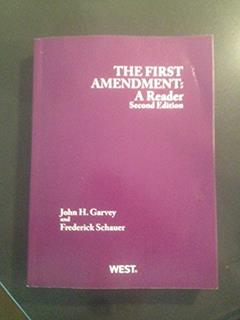 THE FIRST
AMENDMENT:
A Reader
Second Edition
John H. Garvey
and
Frederick Schauer
WEST®